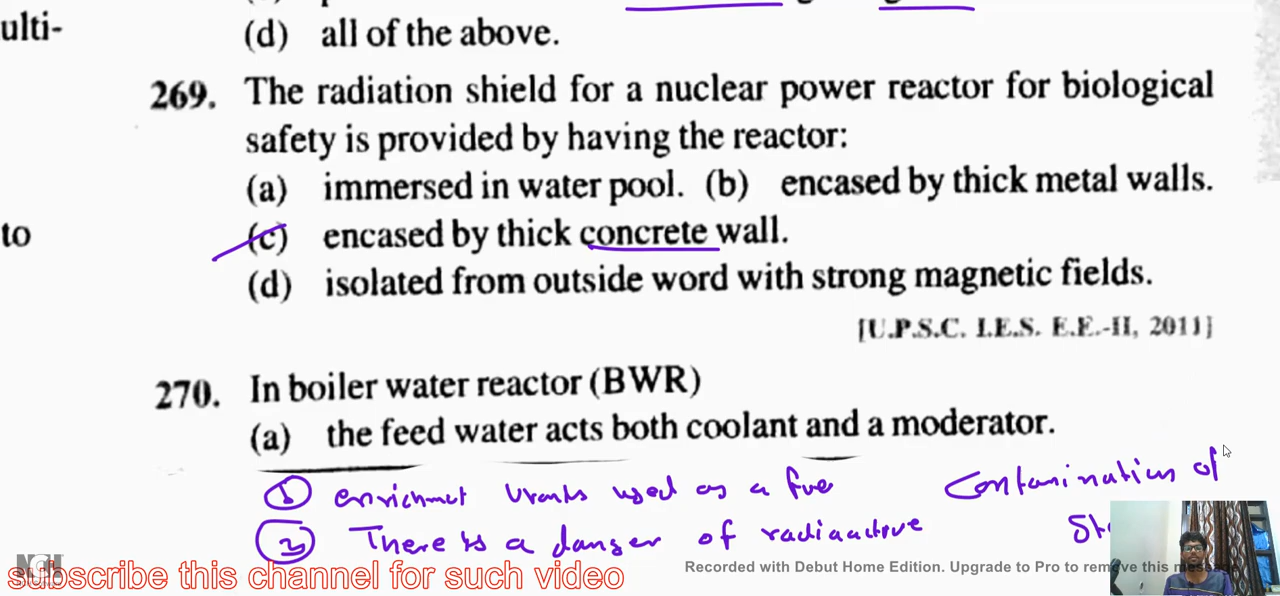 ulti-
(d) all of the above.
269. The radiation shield for a nuclear power reactor for biological
safety is provided by having the reactor:
(a) immersed in water pool. (b) encased by thick metal walls.
to
(c) encased by thick concrete wall.
(d) isolated from outside word with strong magnetic fields.
[U.P.S.C. I.E.S. E.E.-II, 2011]
270. In boiler water reactor (BWR)
(a) the feed water acts both coolant and a moderator.
① used as a Contamination of
② There is a danger of
subscribe this channel for such video
Recorded with Debut Home Edition. Upgrade to Pro to remove this message